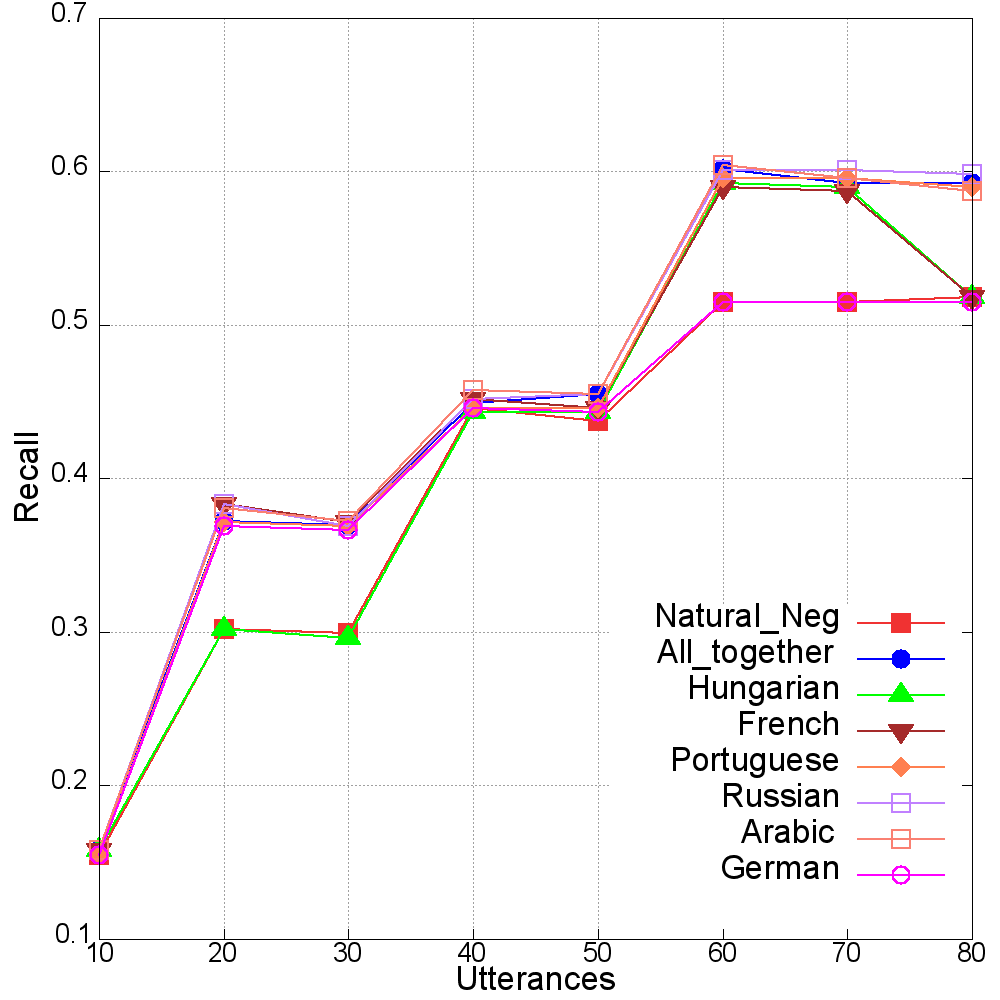 0.7
0.6
0.5
0.4
0.3
0.2
0.1
Recall
Natural_Neg
All_together
Hungarian
French
Portuguese
Russian
Arabic
German
10 20 30 40 50 60 70 80
Utterances